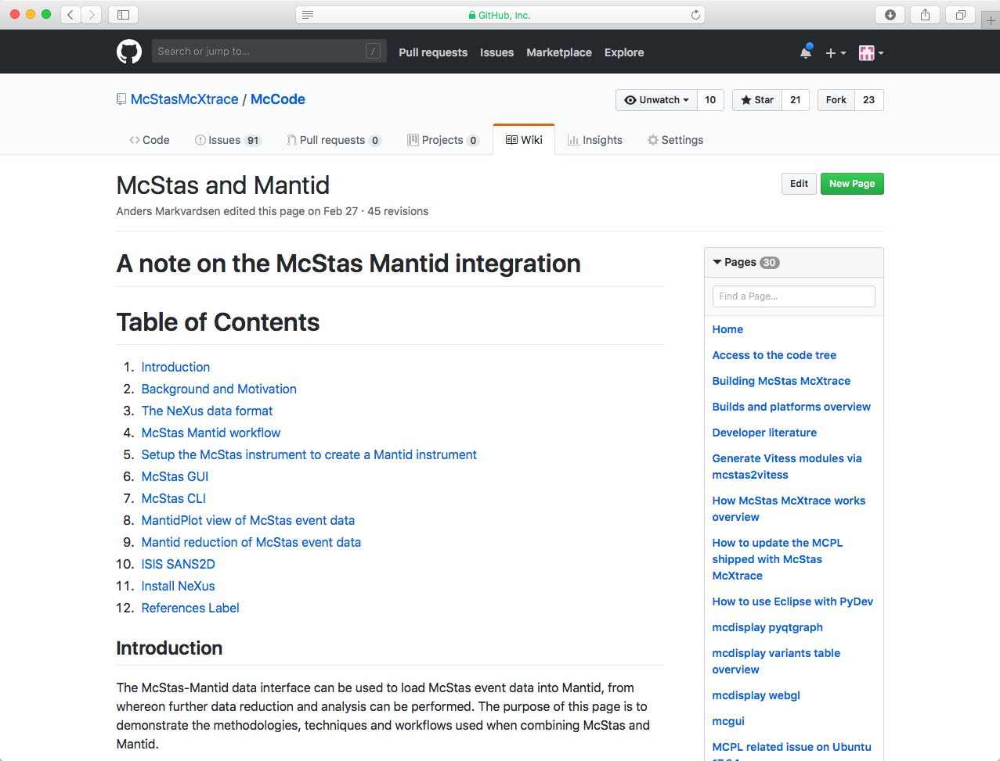 GitHub, Inc.
Search or jump to...
/
Pull requests
Issues
Marketplace
Explore
McStasMcXtrace / McCode
Unwatch
10
Star
21
Fork
23
Code
Issues 91
Pull requests 0
Projects 0
Wiki
Insights
Settings
McStas and Mantid
Edit
New Page
Anders Markvardsen edited this page on Feb 27 · 45 revisions
A note on the McStas Mantid integration
Table of Contents
1. Introduction
2. Background and Motivation
3. The NeXus data format
4. McStas Mantid workflow
5. Setup the McStas instrument to create a Mantid instrument
6. McStas GUI
7. McStas CLI
8. MantidPlot view of McStas event data
9. Mantid reduction of McStas event data
10. ISIS SANS2D
11. Install NeXus
12. References Label
Introduction
The McStas-Mantid data interface can be used to load McStas event data into Mantid, from
whereon further data reduction and analysis can be performed. The purpose of this page is to
demonstrate the methodologies, techniques and workflows used when combining McStas and
Mantid.
Pages 30
Find a Page...
Home
Access to the code tree
Building McStas McXtrace
Builds and platforms overview
Developer literature
Generate Vitess modules via
mcstas2vitess
How McStas McXtrace works
overview
How to update the MCPL
shipped with McStas
McXtrace
How to use Eclipse with PyDev
mcdisplay pyqtgraph
mcdisplay variants table
overview
mcdisplay webgl
mcgui
MCPL related issue on Ubuntu